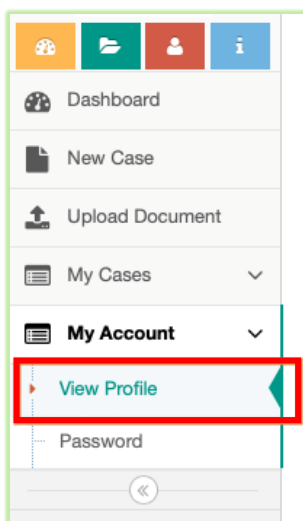 Dashboard
New Case
Upload Document
My Cases
My Account
View Profile
Password